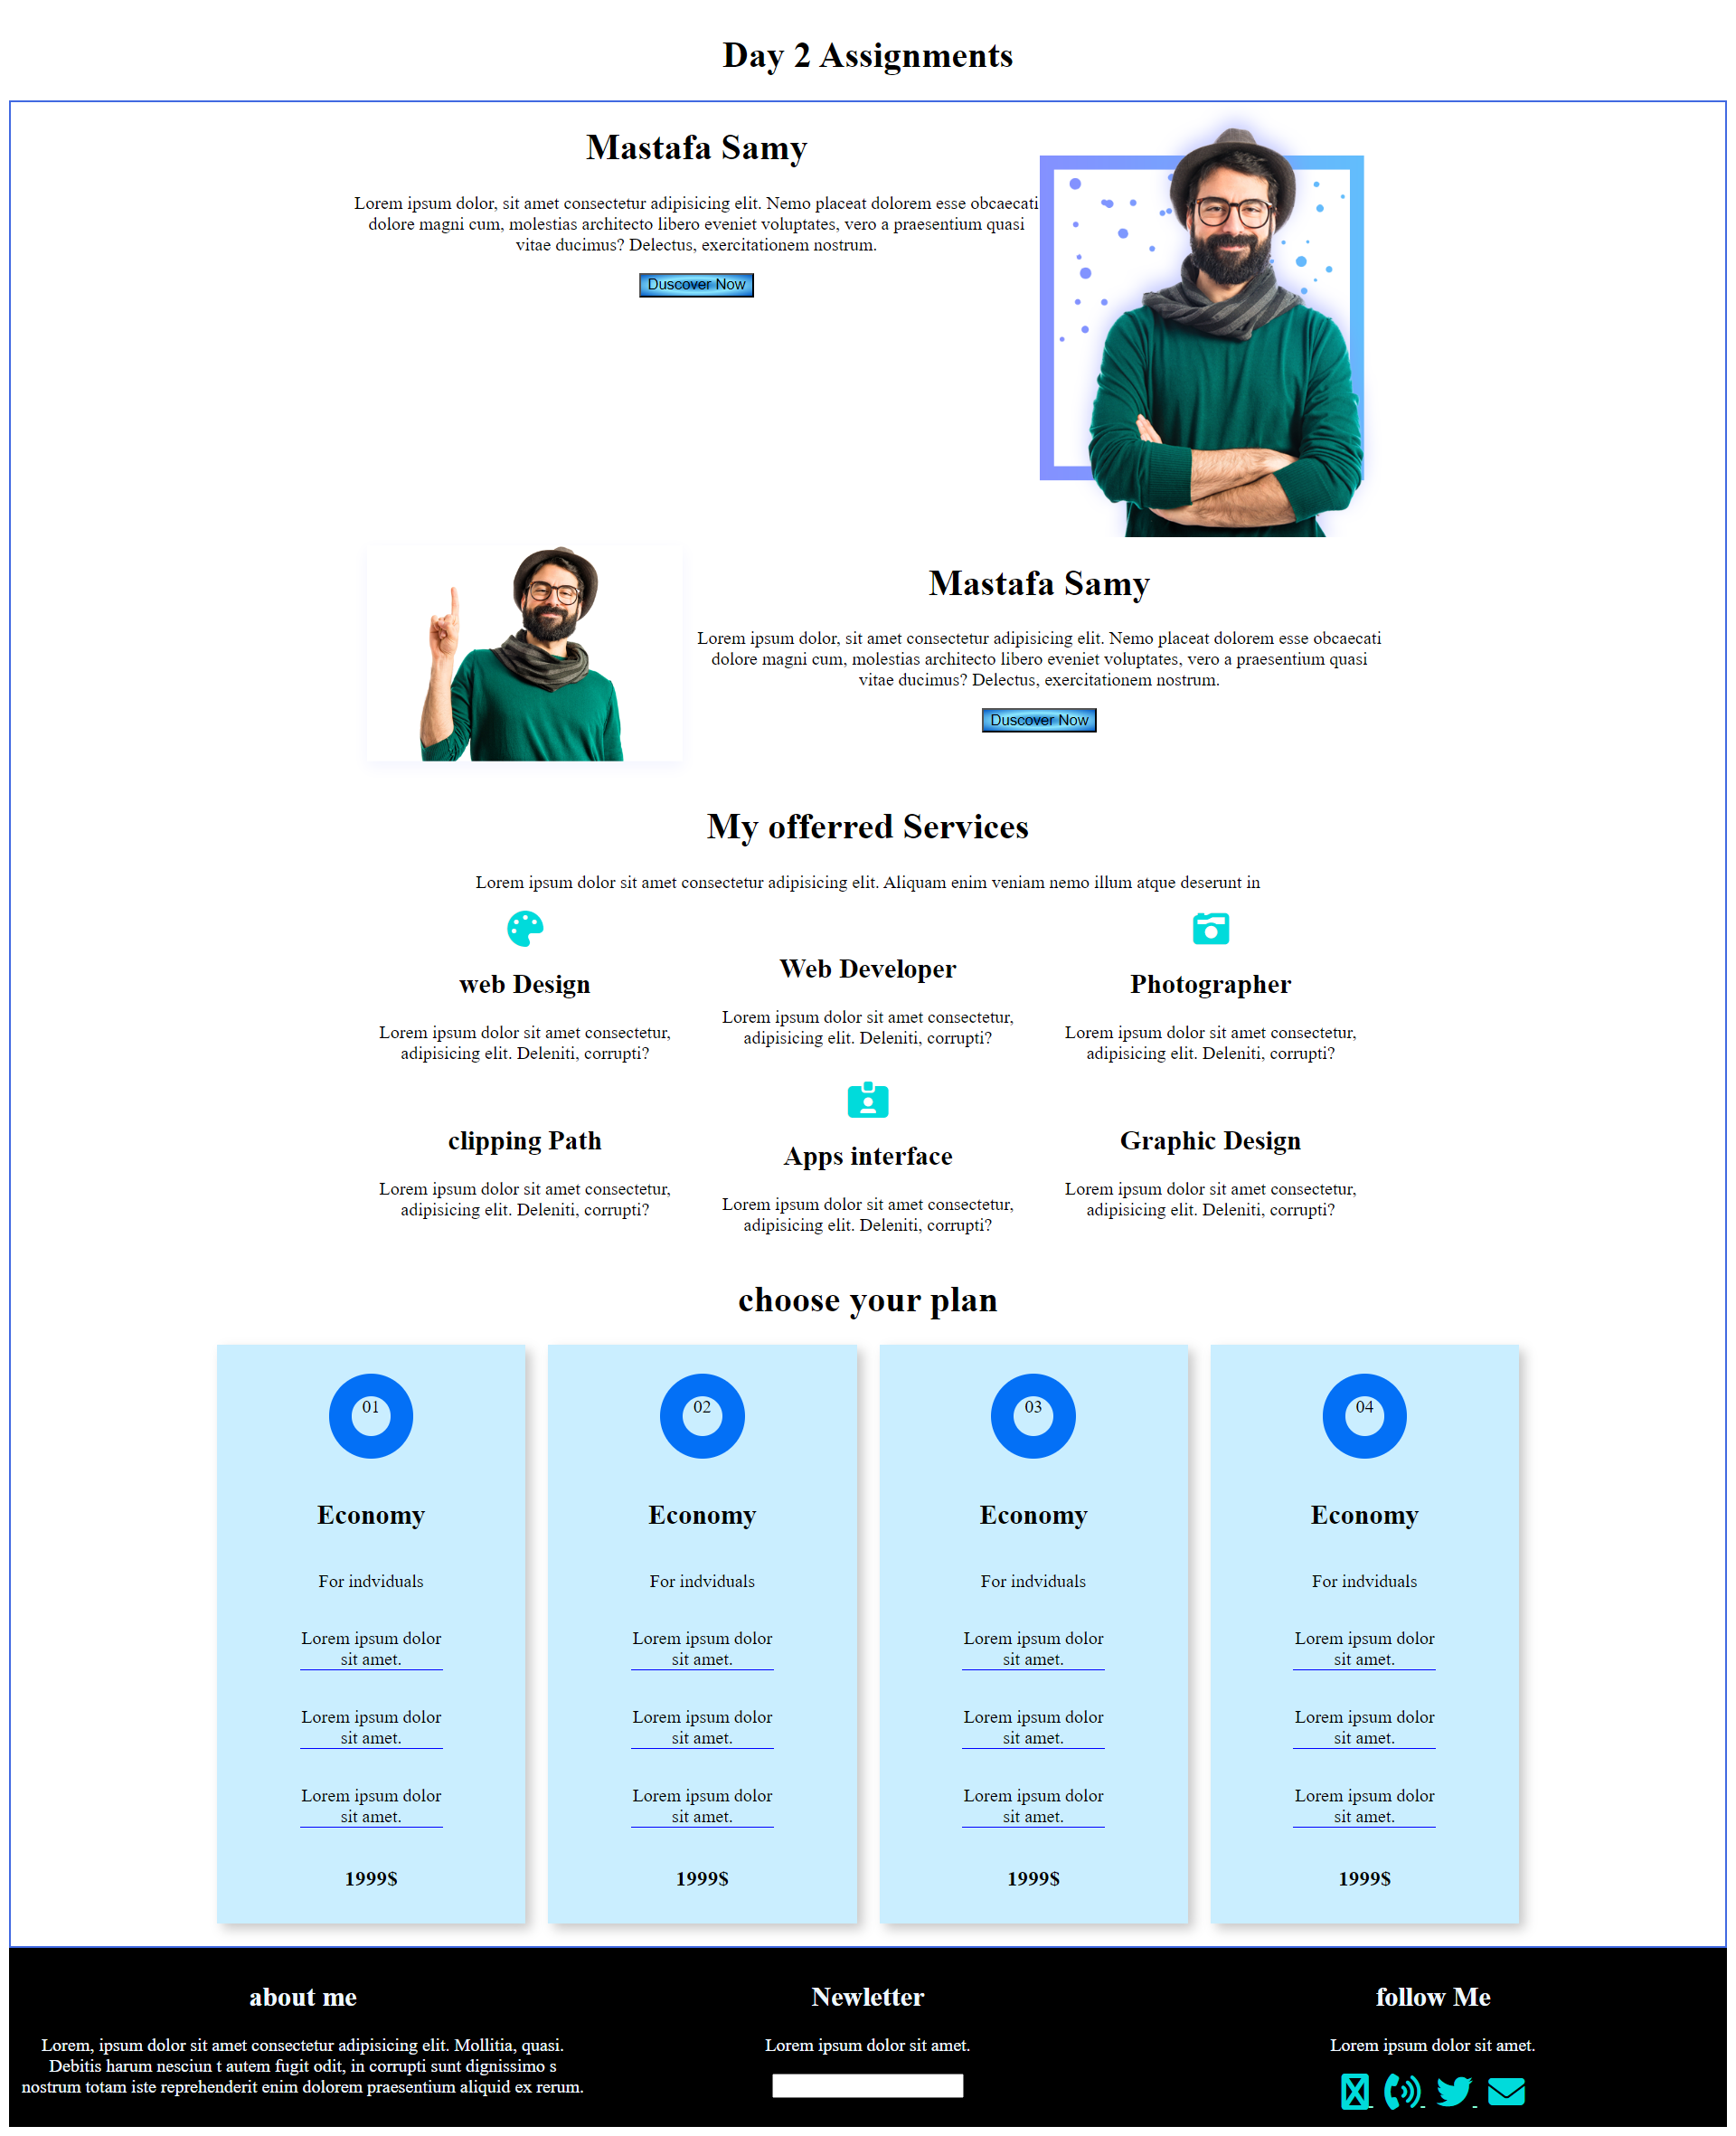 Day 2 Assignments
Mastafa Samy
Lorem ipsum dolor, sit amet consectetur adipisicing elit. Nemo placeat dolorem esse obcaecati
dolore magni cum, molestias architecto libero eveniet voluptates, vero a praesentium quasi
vitae ducimus? Delectus, exercitationem nostrum.
Duscover Now
Mastafa Samy
Lorem ipsum dolor, sit amet consectetur adipisicing elit. Nemo placeat dolorem esse obcaecati
dolore magni cum, molestias architecto libero eveniet voluptates, vero a praesentium quasi
vitae ducimus? Delectus, exercitationem nostrum.
Duscover Now
My offerred Services
Lorem ipsum dolor sit amet consectetur adipisicing elit. Aliquam enim veniam nemo illum atque deserunt in
web Design
Lorem ipsum dolor sit amet consectetur,
adipisicing elit. Deleniti, corrupti?
Web Developer
Lorem ipsum dolor sit amet consectetur,
adipisicing elit. Deleniti, corrupti?
Photographer
Lorem ipsum dolor sit amet consectetur,
adipisicing elit. Deleniti, corrupti?
clipping Path
Lorem ipsum dolor sit amet consectetur,
adipisicing elit. Deleniti, corrupti?
Apps interface
Lorem ipsum dolor sit amet consectetur,
adipisicing elit. Deleniti, corrupti?
Graphic Design
Lorem ipsum dolor sit amet consectetur,
adipisicing elit. Deleniti, corrupti?
choose your plan
01
Economy
For indviduals
Lorem ipsum dolor
sit amet.
Lorem ipsum dolor
sit amet.
Lorem ipsum dolor
sit amet.
1999$
02
Economy
For indviduals
Lorem ipsum dolor
sit amet.
Lorem ipsum dolor
sit amet.
Lorem ipsum dolor
sit amet.
1999$
03
Economy
For indviduals
Lorem ipsum dolor
sit amet.
Lorem ipsum dolor
sit amet.
Lorem ipsum dolor
sit amet.
1999$
04
Economy
For indviduals
Lorem ipsum dolor
sit amet.
Lorem ipsum dolor
sit amet.
Lorem ipsum dolor
sit amet.
1999$
about me
Lorem, ipsum dolor sit amet consectetur adipisicing elit. Mollitia, quasi.
Debitis harum nesciun t autem fugit odit, in corrupti sunt dignissimo s
nostrum totam iste reprehenderit enim dolorem praesentium aliquid ex rerum.
Newletter
Lorem ipsum dolor sit amet.
follow Me
Lorem ipsum dolor sit amet.